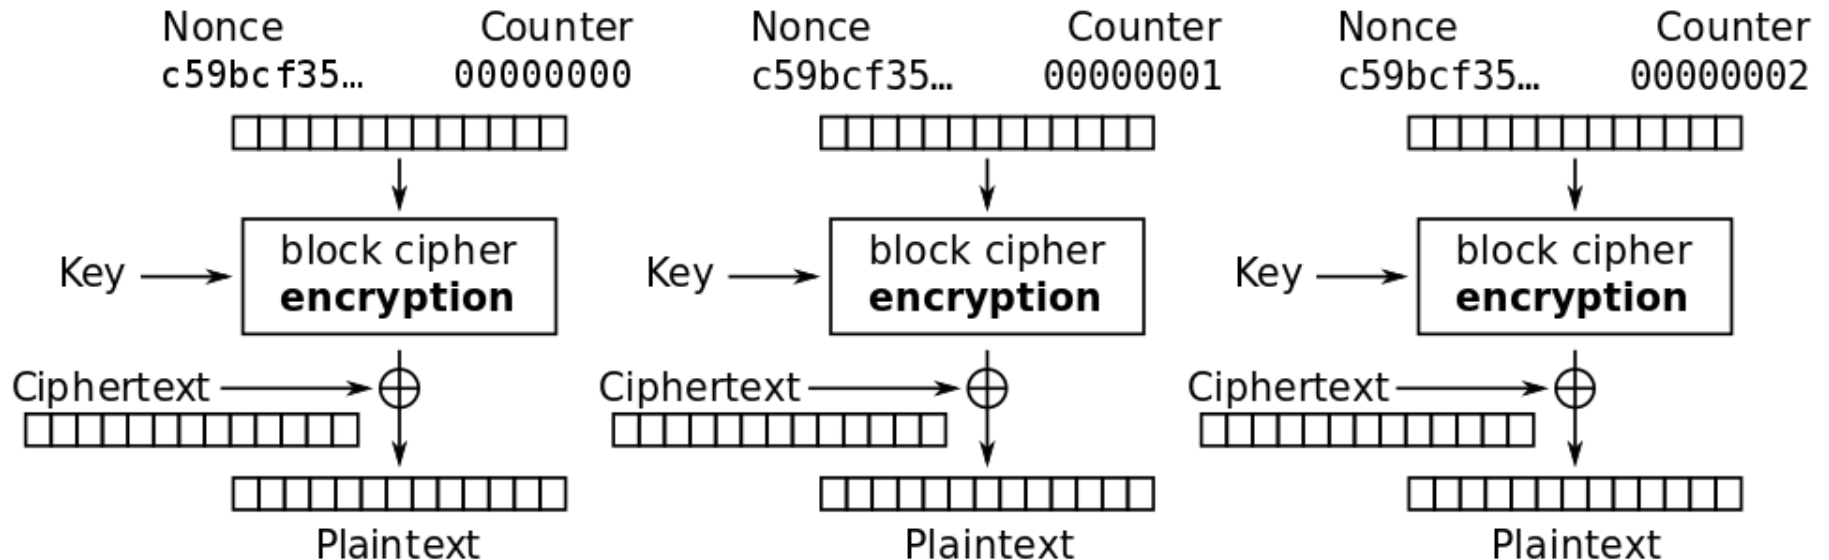 Nonce Counter Nonce Counter Nonce Counter
c59bcf35… 00000000 c59bcf35… 00000001 c59bcf35… 00000002
block cipher block cipher block cipher
Key Key Key
encryption encryption encryption
Ciphertext Ciphertext Ciphertext
Plaintext Plaintext Plaintext